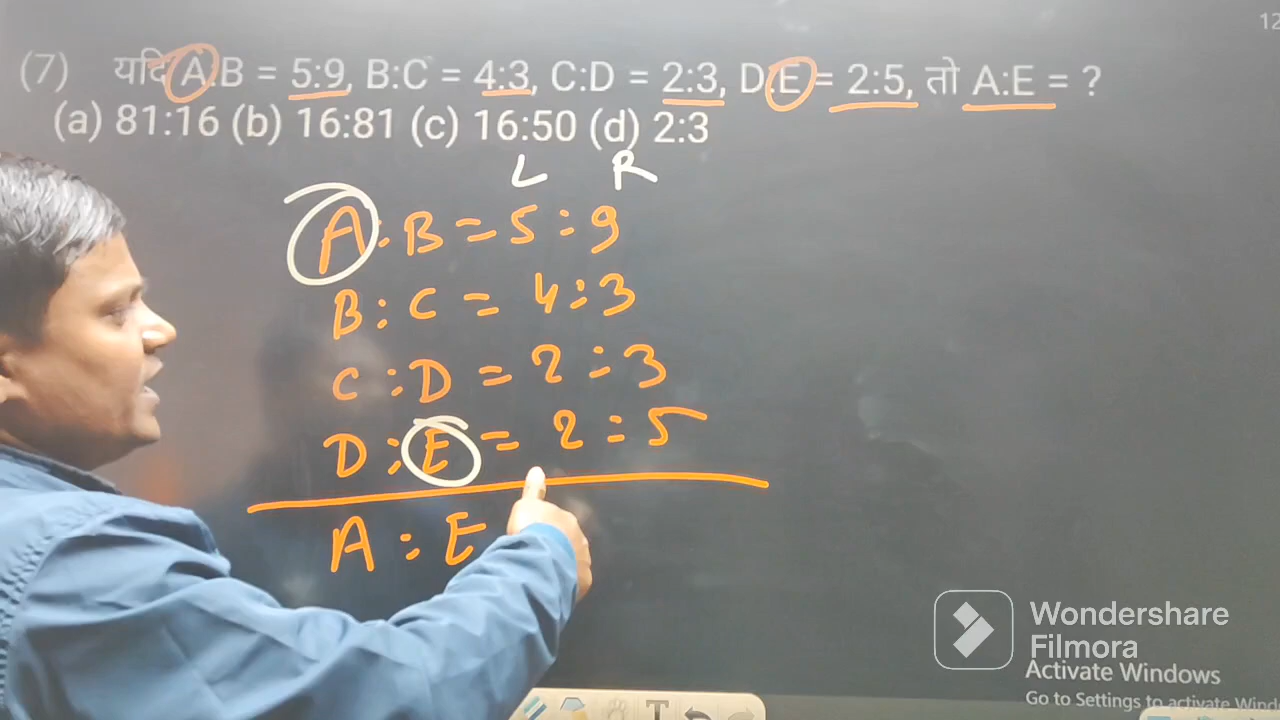 12
(7) यदि A:B = 5:9, B:C = 4:3, C:D = 2:3, D:E = 2:5, तो A:E = ?
(a) 81:16 (b) 16:81 (c) 16:50 (d) 2:3
L R
A:B = 5:9
B:C = 4:3
C:D = 2:3
D:E = 2:5
A:E
Wondershare
Filmora
Activate Windows
Go to Settings to activate Wind
T